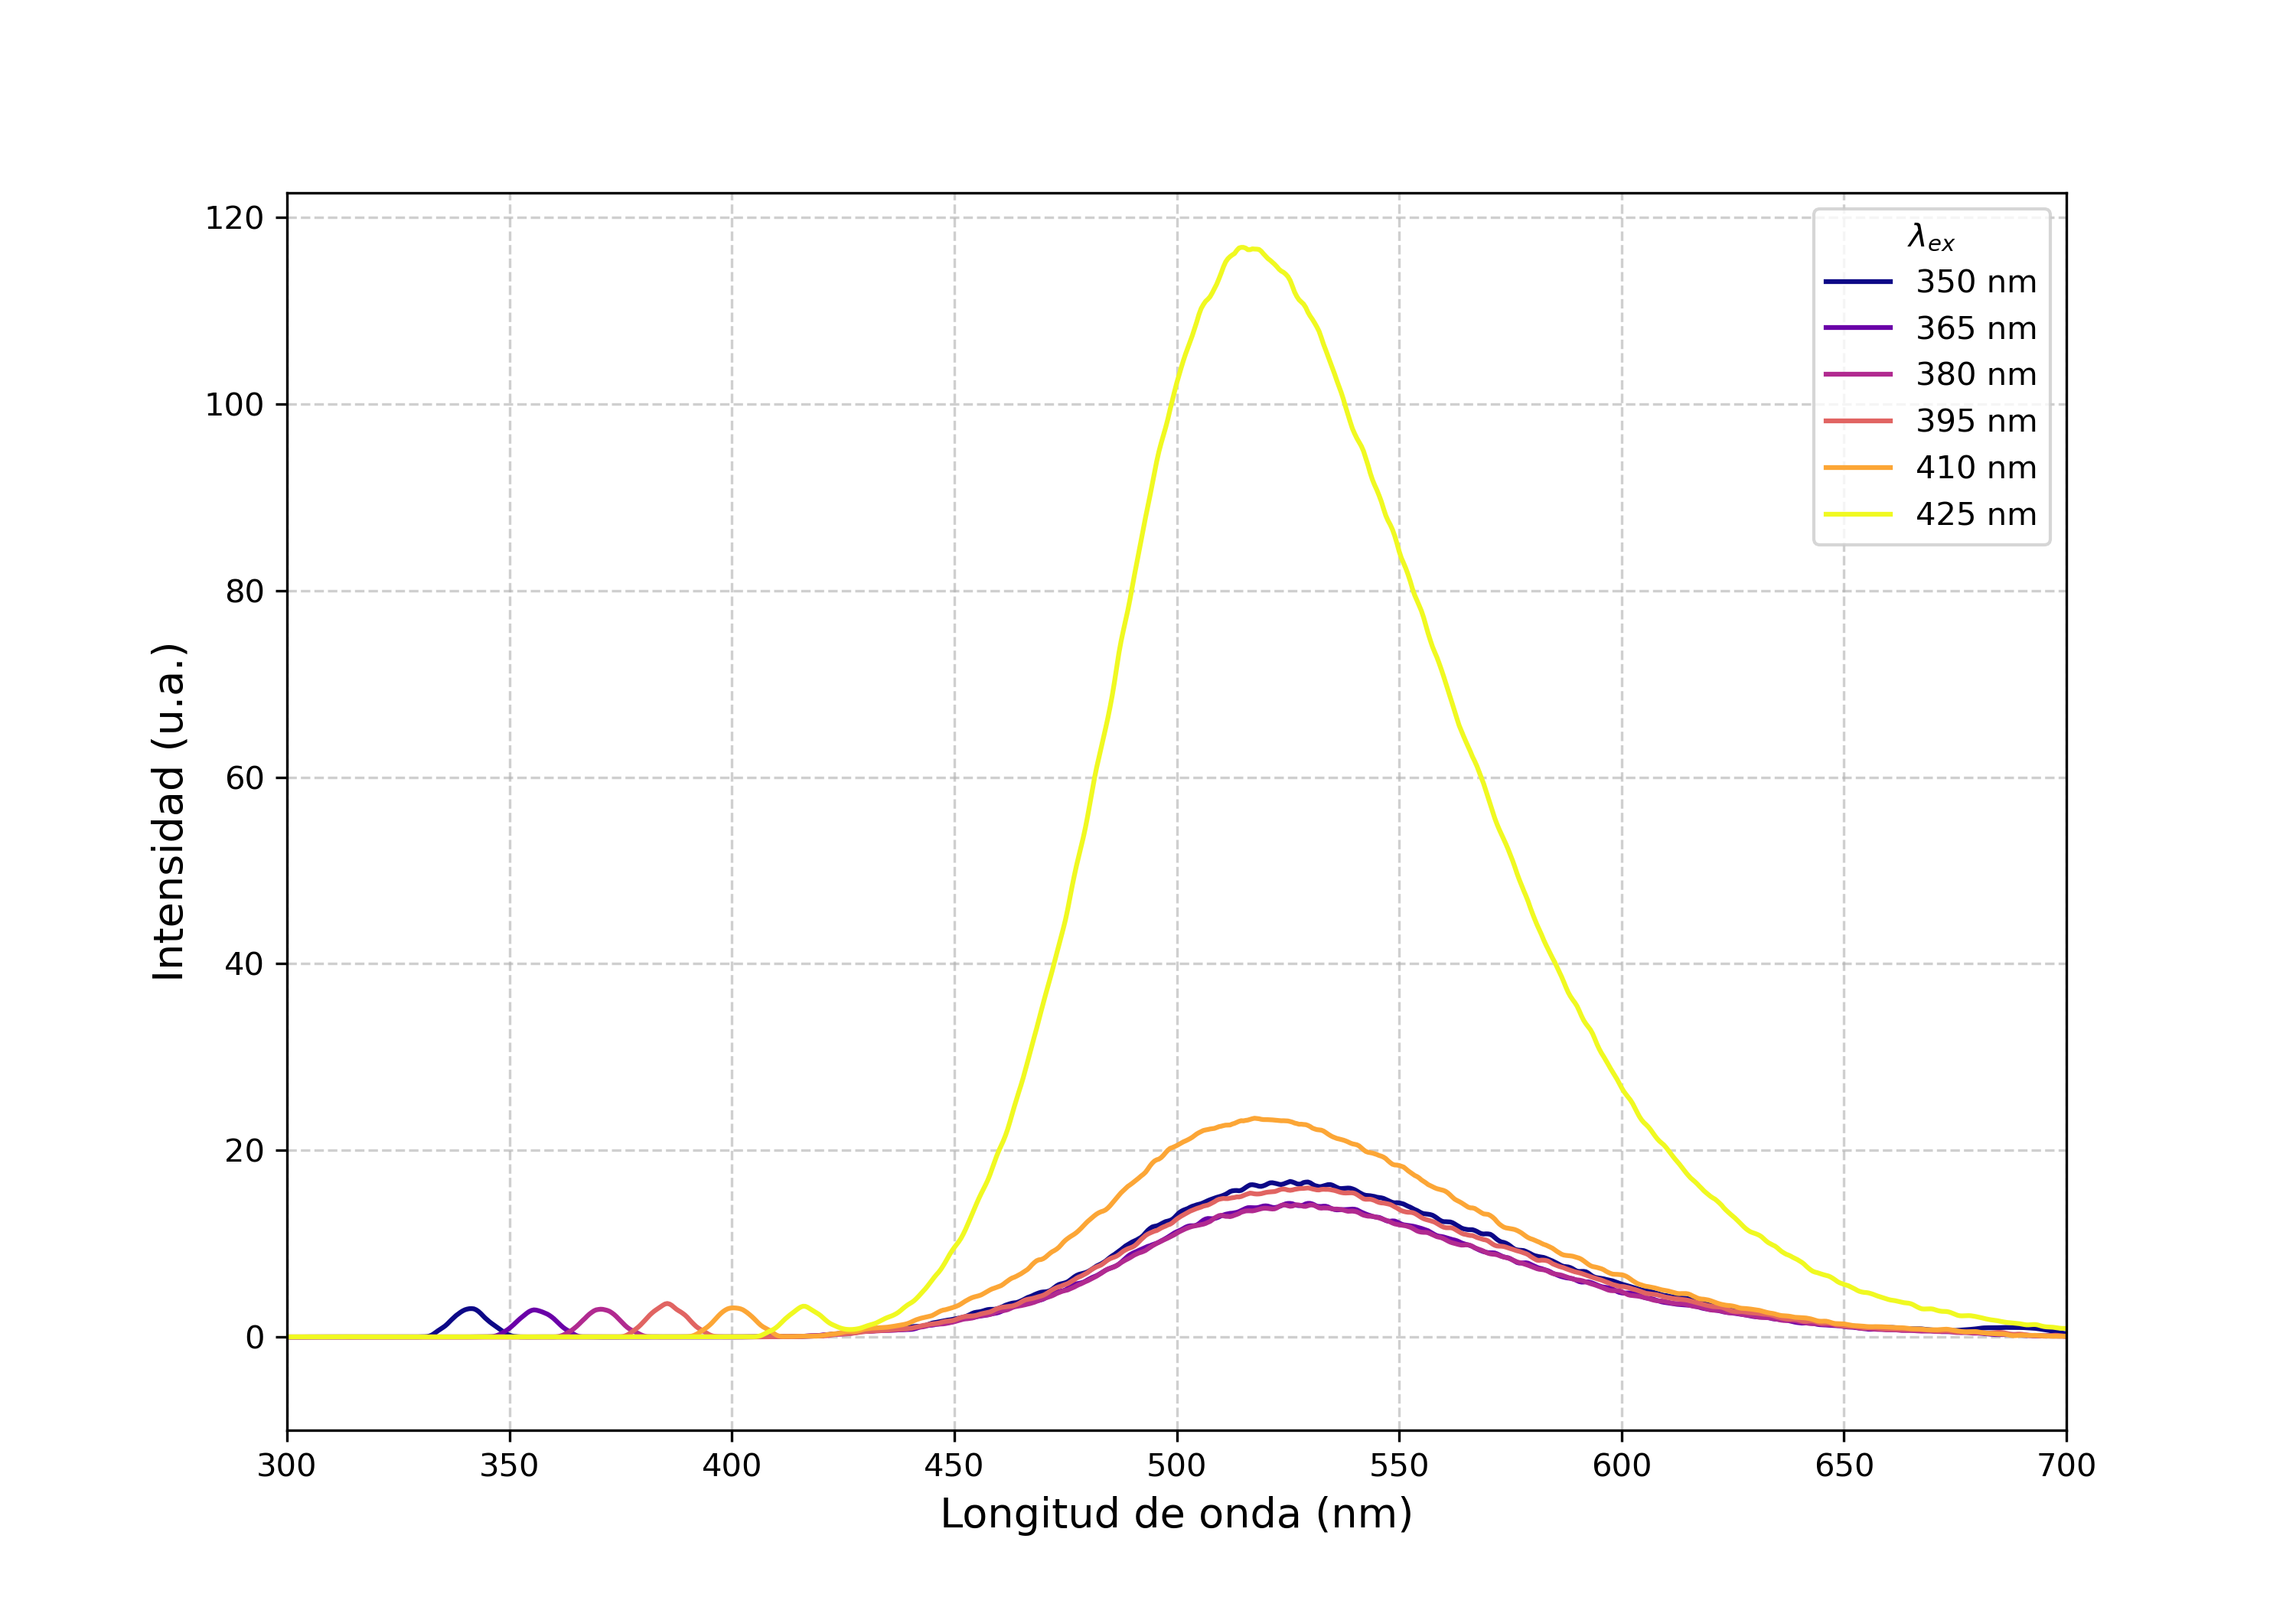 120
100
80
60
40
20
0
Intensidad (u.a.)
300 350 400 450 500 550 600 650 700
Longitud de onda (nm)
λex
350 nm
365 nm
380 nm
395 nm
410 nm
425 nm